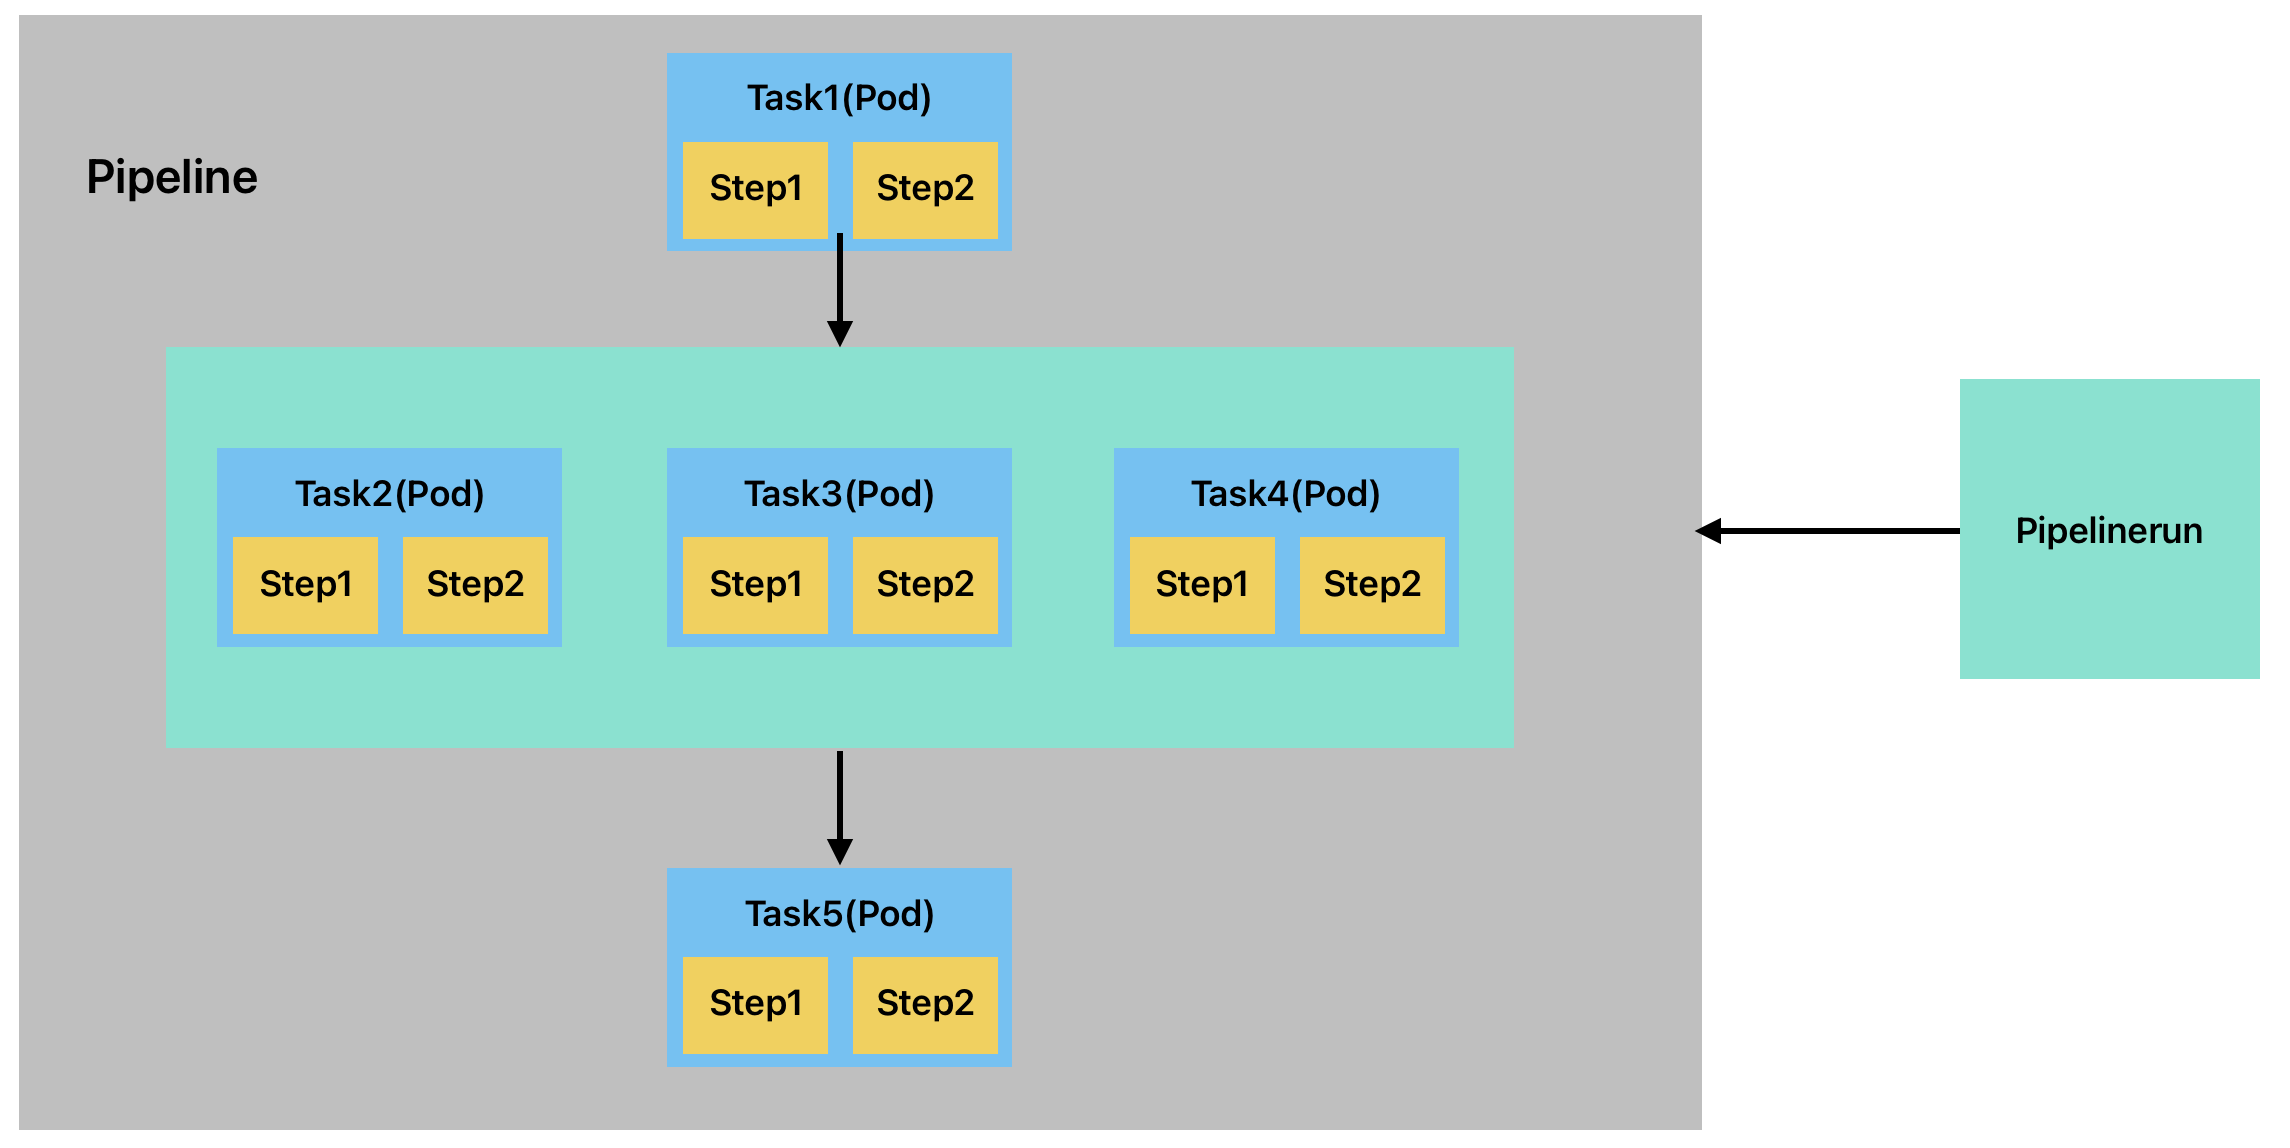 Task1(Pod)
Pipeline
Step1
Step2
Task2(Pod)
Step1
Step2
Task3(Pod)
Step1
Step2
Task4(Pod)
Step1
Step2
Pipelinerun
Task5(Pod)
Step1
Step2